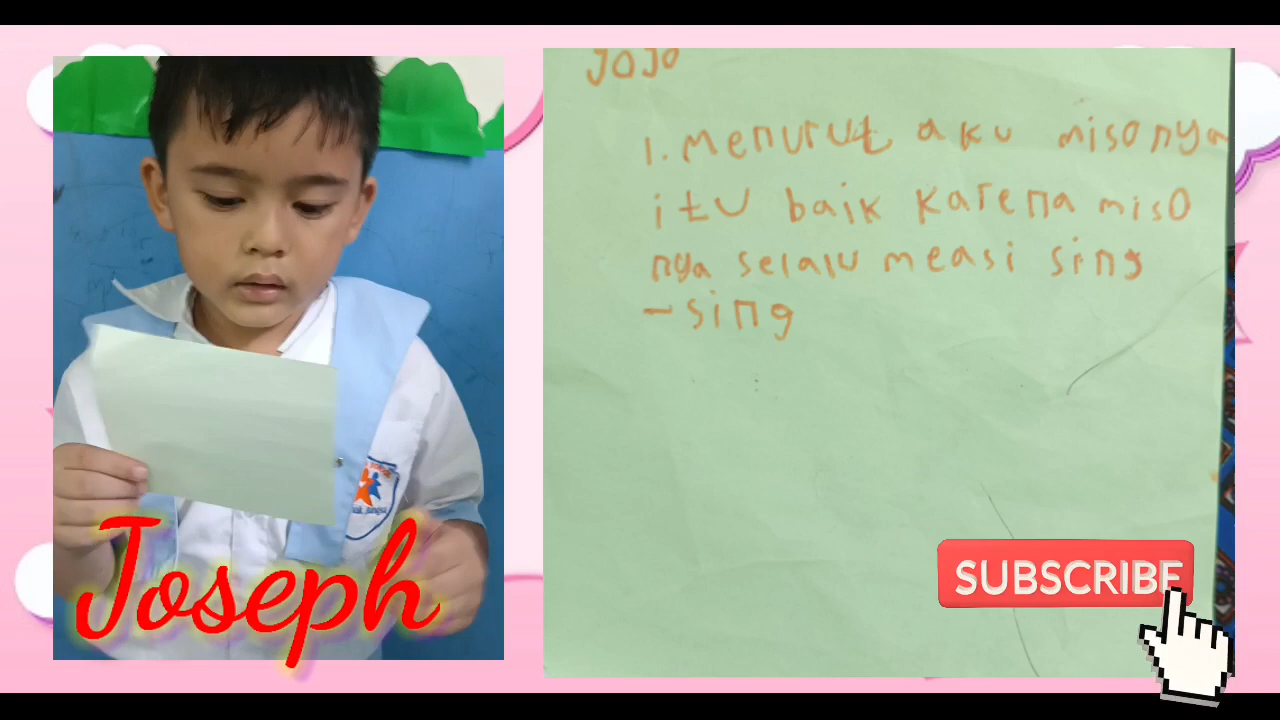 JOJO
1. menurut aku misonya
itu baik karena miso
nya selalu measi sing
-sing
Joseph
SUBSCRIBE